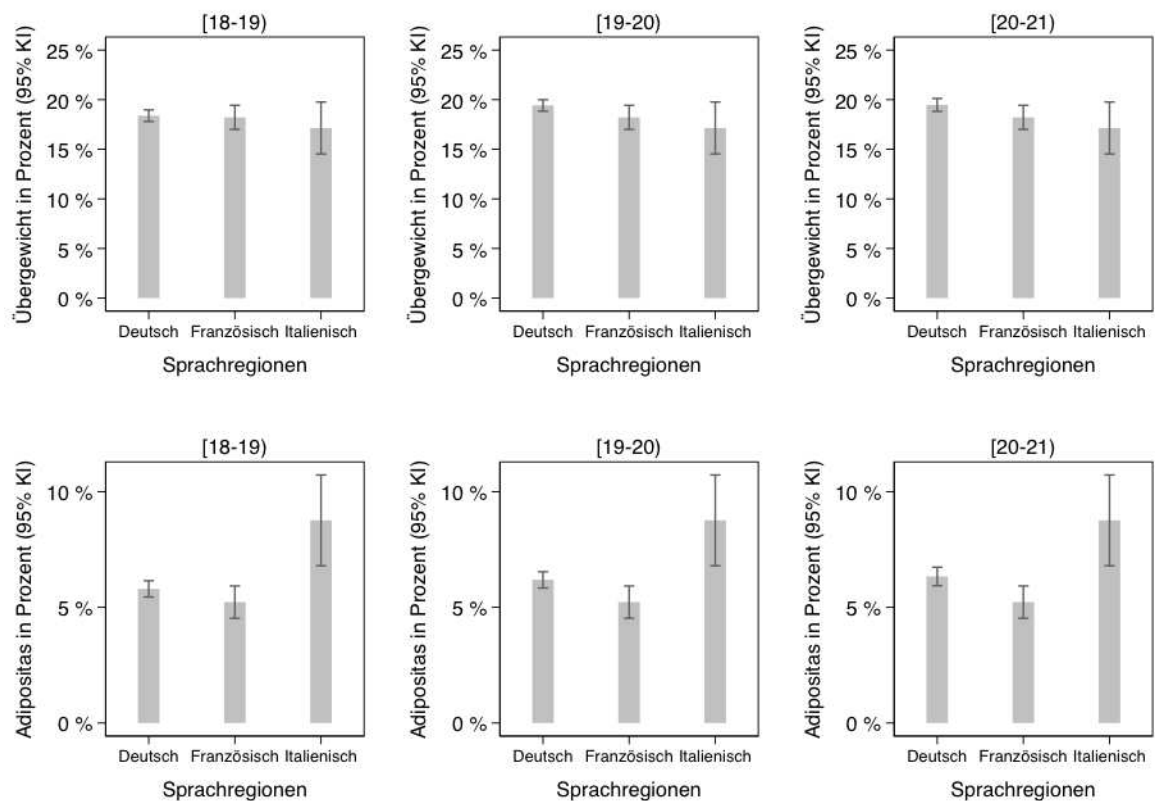 [18-19)
Übergewicht in Prozent (95% KI)
25 %
20 %
15 %
10 %
5 %
0 %
Deutsch Französisch Italienisch
Sprachregionen
[19-20)
Übergewicht in Prozent (95% KI)
25 %
20 %
15 %
10 %
5 %
0 %
Deutsch Französisch Italienisch
Sprachregionen
[20-21)
Übergewicht in Prozent (95% KI)
25 %
20 %
15 %
10 %
5 %
0 %
Deutsch Französisch Italienisch
Sprachregionen
[18-19)
Adipositas in Prozent (95% KI)
10 %
5 %
0 %
Deutsch Französisch Italienisch
Sprachregionen
[19-20)
Adipositas in Prozent (95% KI)
10 %
5 %
0 %
Deutsch Französisch Italienisch
Sprachregionen
[20-21)
Adipositas in Prozent (95% KI)
10 %
5 %
0 %
Deutsch Französisch Italienisch
Sprachregionen